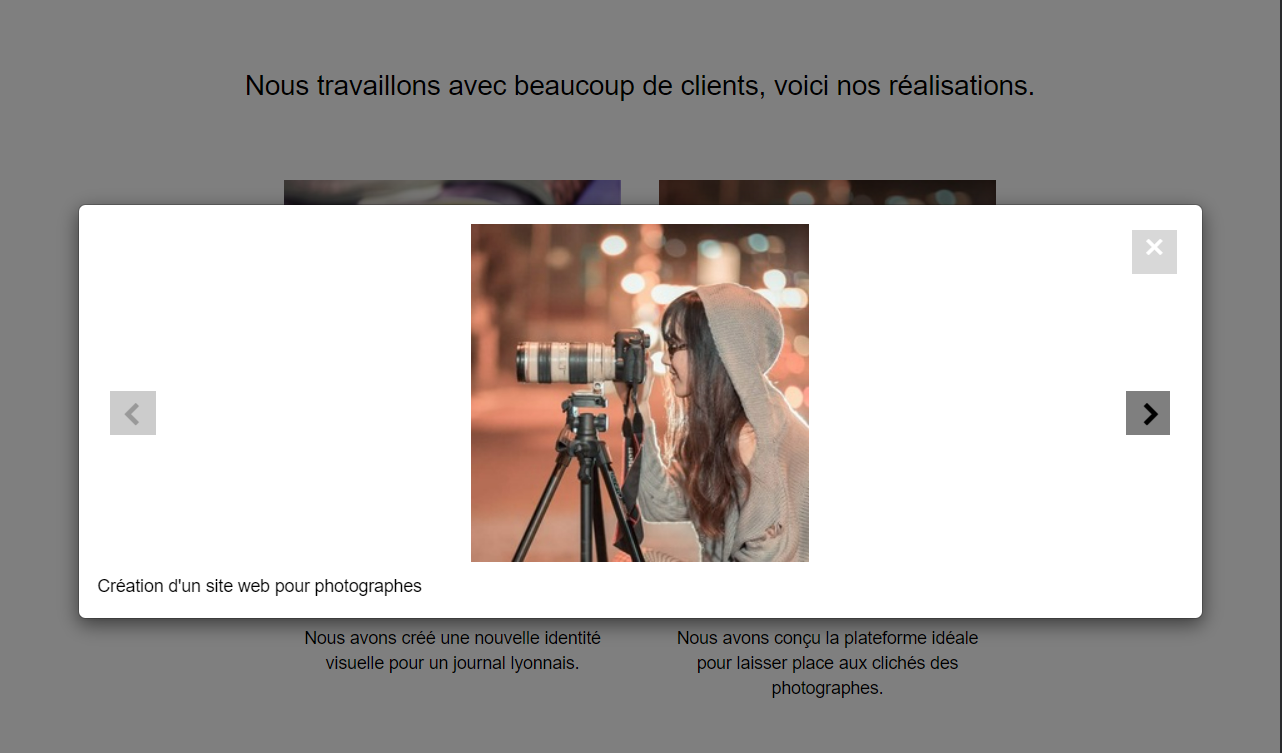 Nous travaillons avec beaucoup de clients, voici nos réalisations.
Création d'un site web pour photographes
Nous avons créé une nouvelle identité
visuelle pour un journal lyonnais.
Nous avons conçu la plateforme idéale
pour laisser place aux clichés des
photographes.